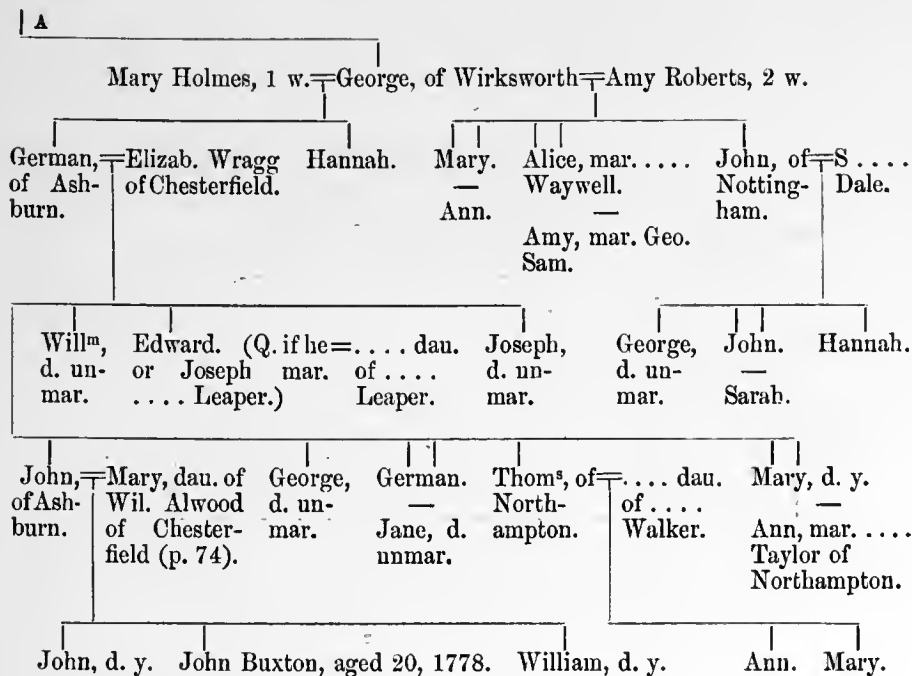 A
Mary Holmes, 1 w. George, of Wirksworth Amy Roberts, 2 w.
German, of Ash-
burn.
Elizab. Wragg
of Chesterfield.
Hannah.
Mary.
—
Ann.
Alice, mar. . . . . .
Waywell.
—
Amy, mar. Geo.
Sam.
John, of
Notting-
ham.
S . . . .
Dale.
Willᵐ,
d. un-
mar.
Edward. (Q. if he
or Joseph mar.
. . . . Leaper.)
=. . . . dau.
of . . . .
Leaper.
Joseph,
d. un-
mar.
George,
d. un-
mar.
John.
—
Sarah.
Hannah.
John,
of Ash-
burn.
Mary, dau. of
Wil. Alwood
of Chester-
field (p. 74).
George,
d. un-
mar.
German.
—
Jane, d.
unmar.
Thomˢ, of
North-
ampton.
. . . . dau.
of . . . .
Walker.
Mary, d. y.
—
Ann, mar. . . . . .
Taylor of
Northampton.
John, d. y. John Buxton, aged 20, 1778. William, d. y. Ann. Mary.